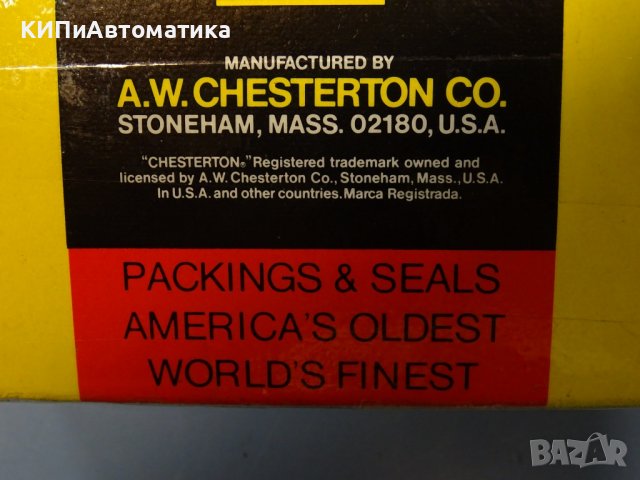 КИПиАвтоматика
MANUFACTURED BY
A.W. CHESTERTON CO.
STONEHAM, MASS. 02180, U.S.A.
"CHESTERTON®" Registered trademark owned and
licensed by A.W. Chesterton Co., Stoneham, Mass., U.S.A.
In U.S.A. and other countries. Marca Registrada.
PACKINGS & SEALS
AMERICA'S OLDEST
WORLD'S FINEST
BAZAR